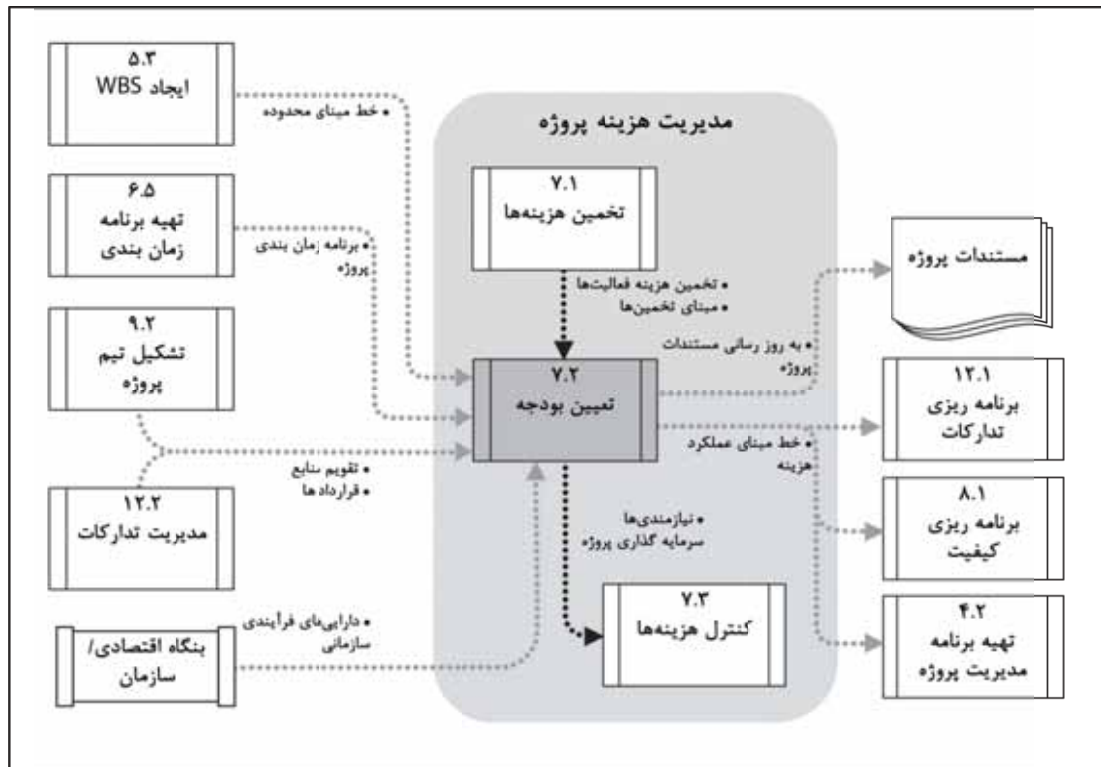 ۵.۳
ایجاد WBS
• خط مبنای محدوده
۶.۵
تهیه برنامه
زمان بندی
• برنامه زمان بندی
پروژه
۹.۲
تشکیل تیم
پروژه
۱۲.۲
مدیریت تدارکات
• تقویم منابع
• قراردادها
بنگاه اقتصادی/
سازمان
• دارایی‌های فرآیندی
سازمانی
مدیریت هزینه پروژه
۷.۱
تخمین هزینه‌ها
• تخمین هزینه فعالیت‌ها
• مبنای تخمین‌ها
۷.۲
تعیین بودجه
• نیازمندی‌ها
سرمایه گذاری پروژه
۷.۳
کنترل هزینه‌ها
• به روز رسانی مستندات
پروژه
• خط مبنای عملکرد
هزینه
مستندات پروژه
۱۲.۱
برنامه ریزی
تدارکات
۸.۱
برنامه ریزی
کیفیت
۴.۲
تهیه برنامه
مدیریت پروژه